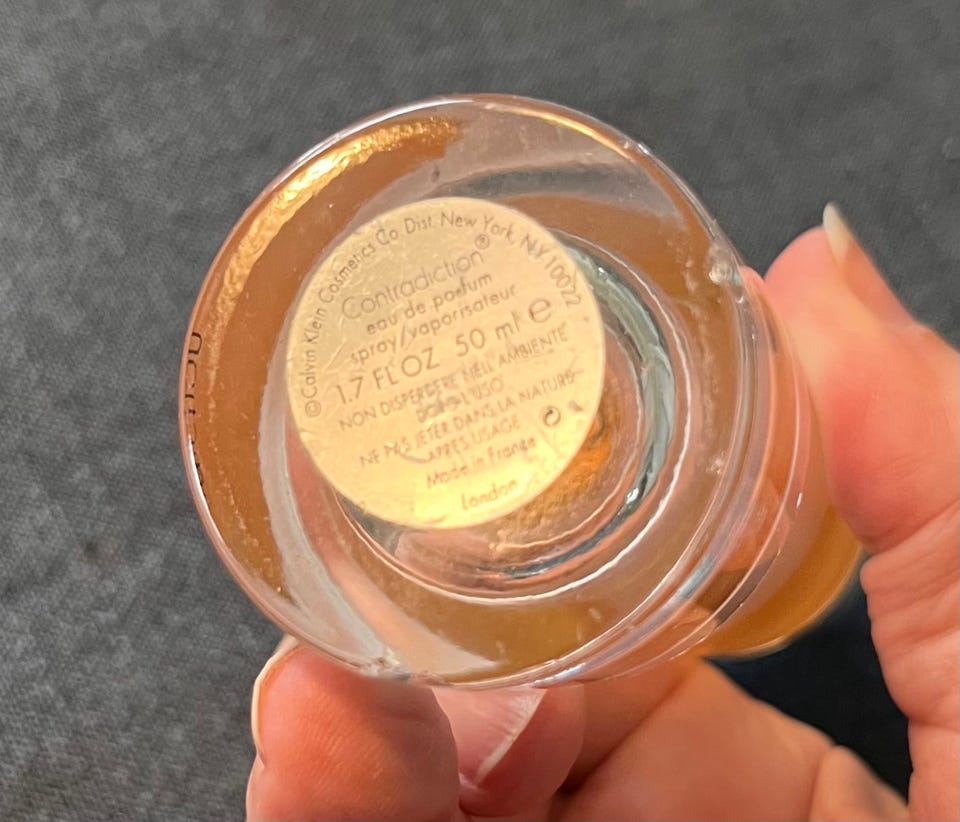 ©Calvin Klein Cosmetics Co Dist New York, NY 10022
Contradiction®
eau de parfum
spray/vaporisateur
1.7 FL OZ 50 ml e
NON DISPERDERE NELL AMBIENTE
DOPO L'USO
NE PAS JETER DANS LA NATURE
APRES USAGE
Made in France
London